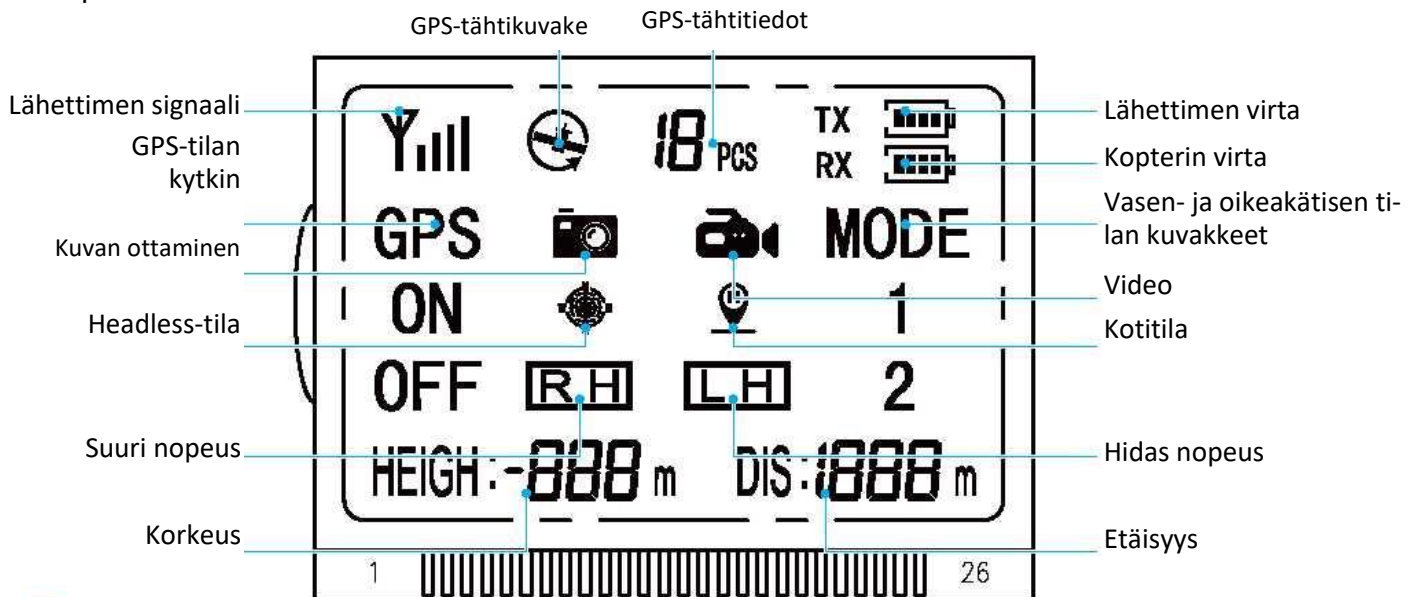 GPS-tähtikuvake
GPS-tähtitiedot
Lähettimen signaali
GPS-tilan
kytkin
Kuvan ottaminen
Headless-tila
Suuri nopeus
Korkeus
TX
18 PCS
RX
GPS
MODE
ON
1
OFF
RH
LH
2
HEIGH:-888 m
DIS:1888 m
1
26
Lähettimen virta
Kopterin virta
Vasen- ja oikeakätisen ti-
lan kuvakkeet
Video
Kotitila
Hidas nopeus
Etäisyys